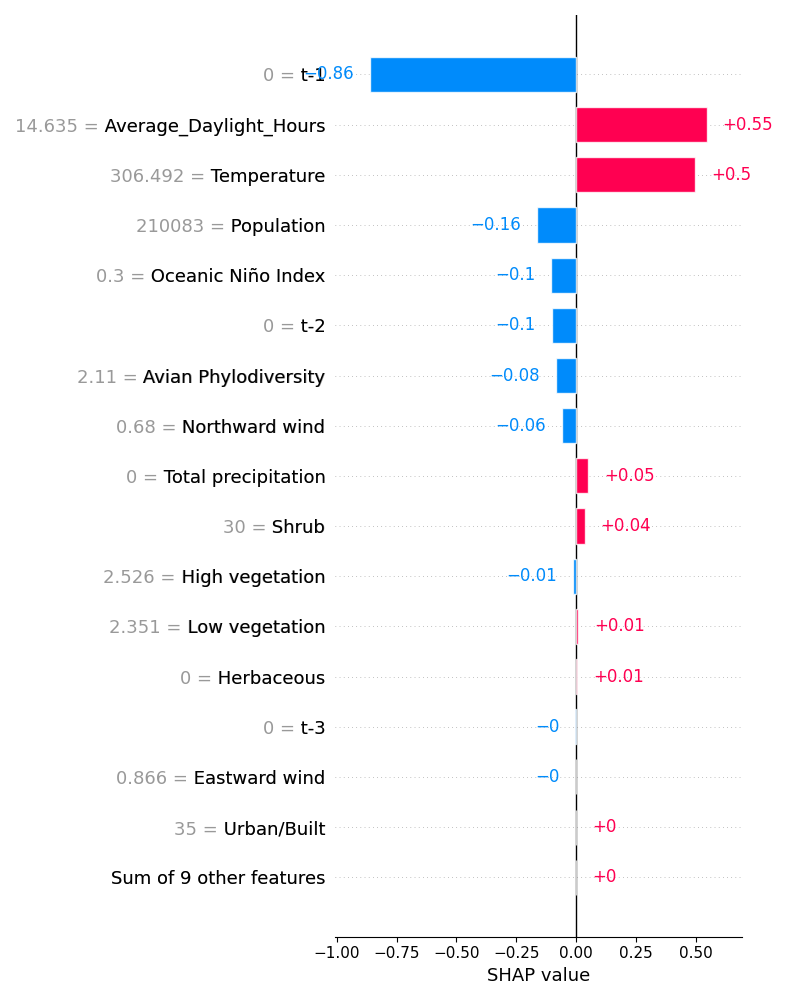 0 = t-1 −0.86
14.635 = Average_Daylight_Hours +0.55
306.492 = Temperature +0.5
210083 = Population −0.16
0.3 = Oceanic Niño Index −0.1
0 = t-2 −0.1
2.11 = Avian Phylodiversity −0.08
0.68 = Northward wind −0.06
0 = Total precipitation +0.05
30 = Shrub +0.04
2.526 = High vegetation −0.01
2.351 = Low vegetation +0.01
0 = Herbaceous +0.01
0 = t-3 −0
0.866 = Eastward wind −0
35 = Urban/Built +0
Sum of 9 other features +0
−1.00 −0.75 −0.50 −0.25 0.00 0.25 0.50
SHAP value